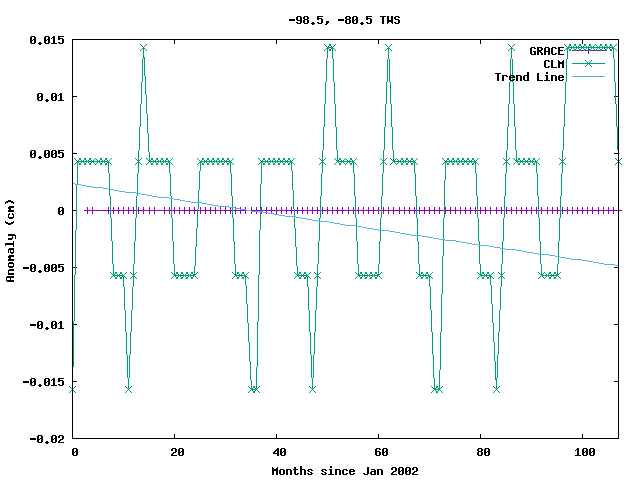 -98.5, -80.5 TWS
GRACE
CLM
Trend Line
0.015
0.01
0.005
0
-0.005
-0.01
-0.015
-0.02
Anomaly (cm)
0 20 40 60 80 100
Months since Jan 2002